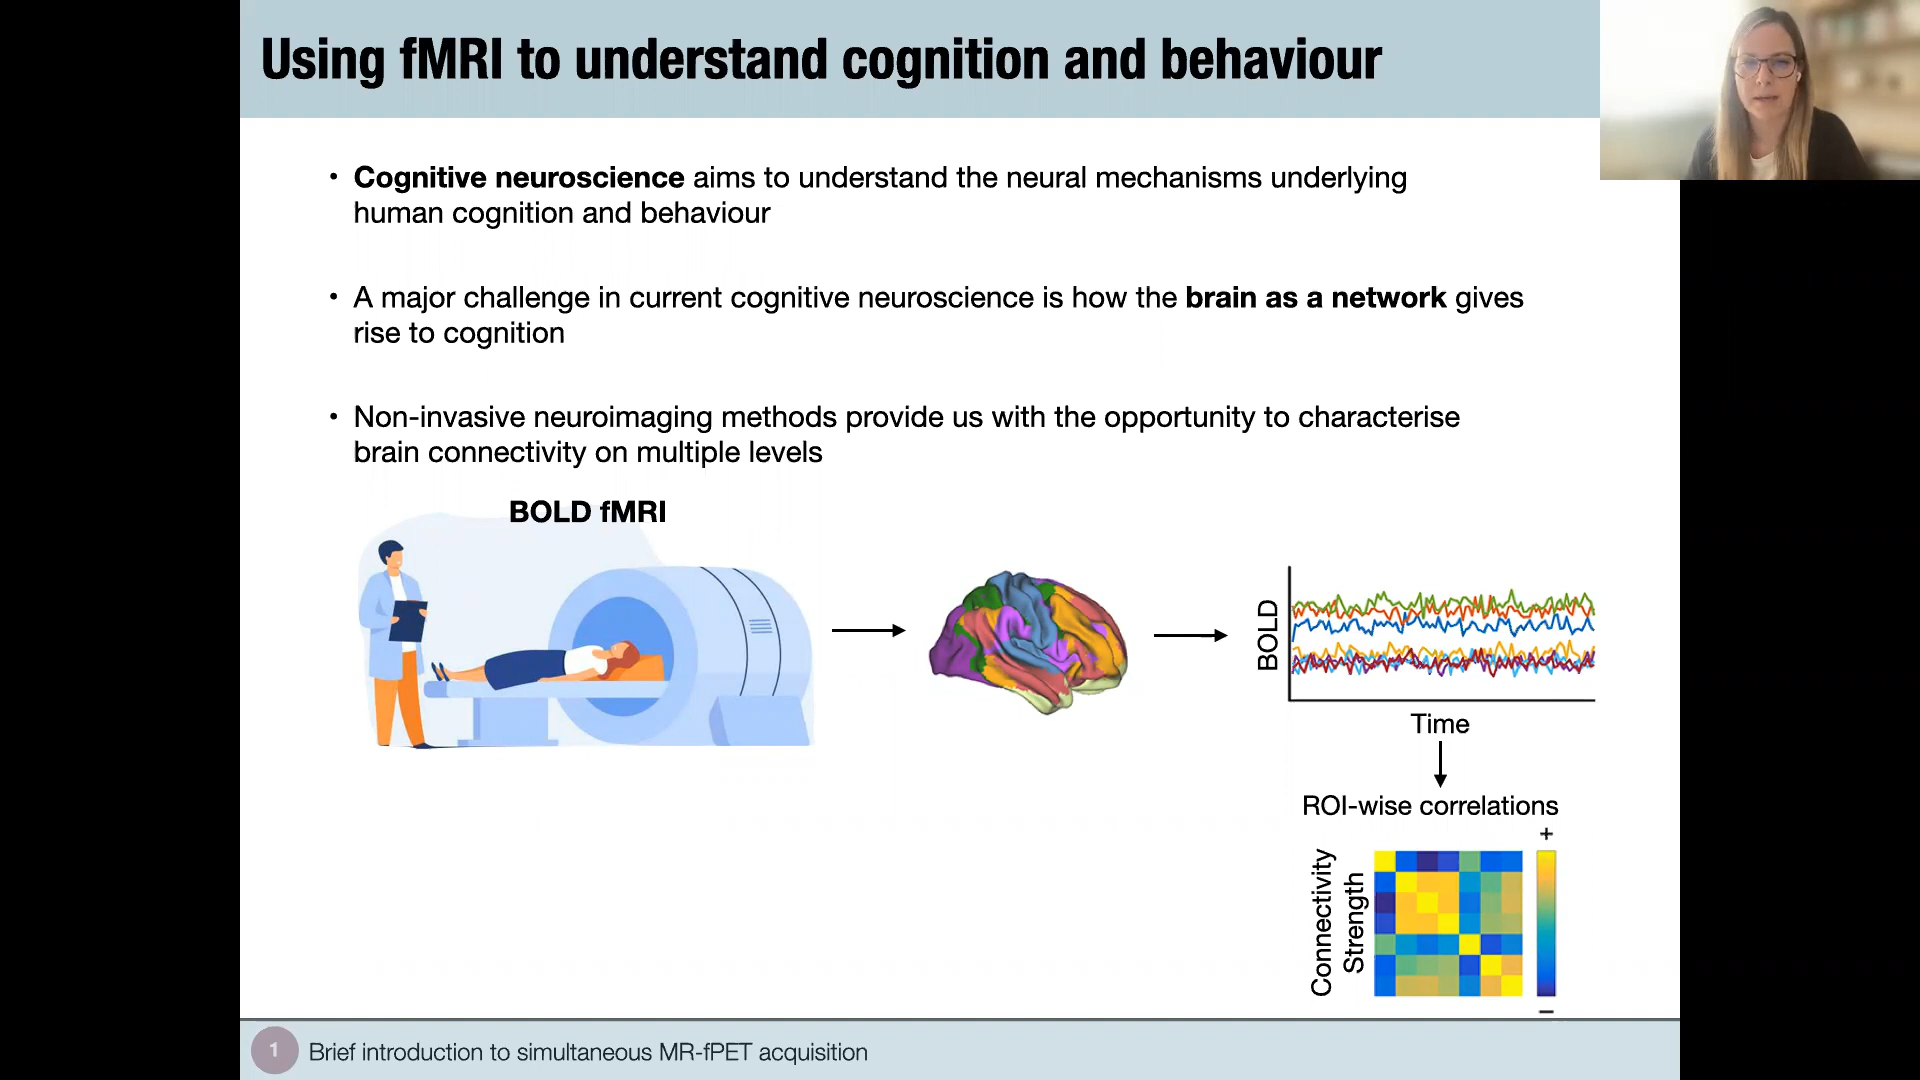 Using fMRI to understand cognition and behaviour
• Cognitive neuroscience aims to understand the neural mechanisms underlying
human cognition and behaviour
• A major challenge in current cognitive neuroscience is how the brain as a network gives
rise to cognition
• Non-invasive neuroimaging methods provide us with the opportunity to characterise
brain connectivity on multiple levels
BOLD fMRI
BOLD
Time
ROI-wise correlations
+
Connectivity
Strength
−
1 Brief introduction to simultaneous MR-fPET acquisition